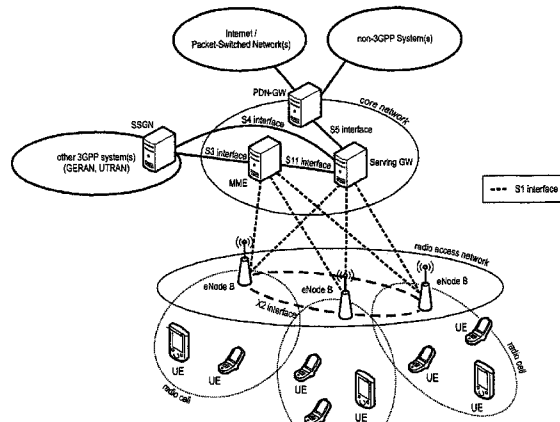 Internet /
Packet-Switched Network(s)
non-3GPP System(s)
PDN-GW
core network
SSGN
S4 interface
S5 interface
S3 interface
S11 interface
Serving GW
other 3GPP system(s)
(GERAN, UTRAN)
MME
S1 interface
radio access network
eNode B
eNode B
eNode B
X2 interface
UE
UE
UE
UE
UE
UE
UE
radio cell
radio cell